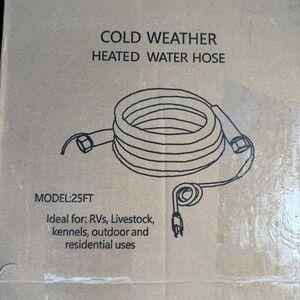 COLD WEATHER
HEATED WATER HOSE
MODEL:25FT
Ideal for: RVs, Livestock,
kennels, outdoor and
residential uses